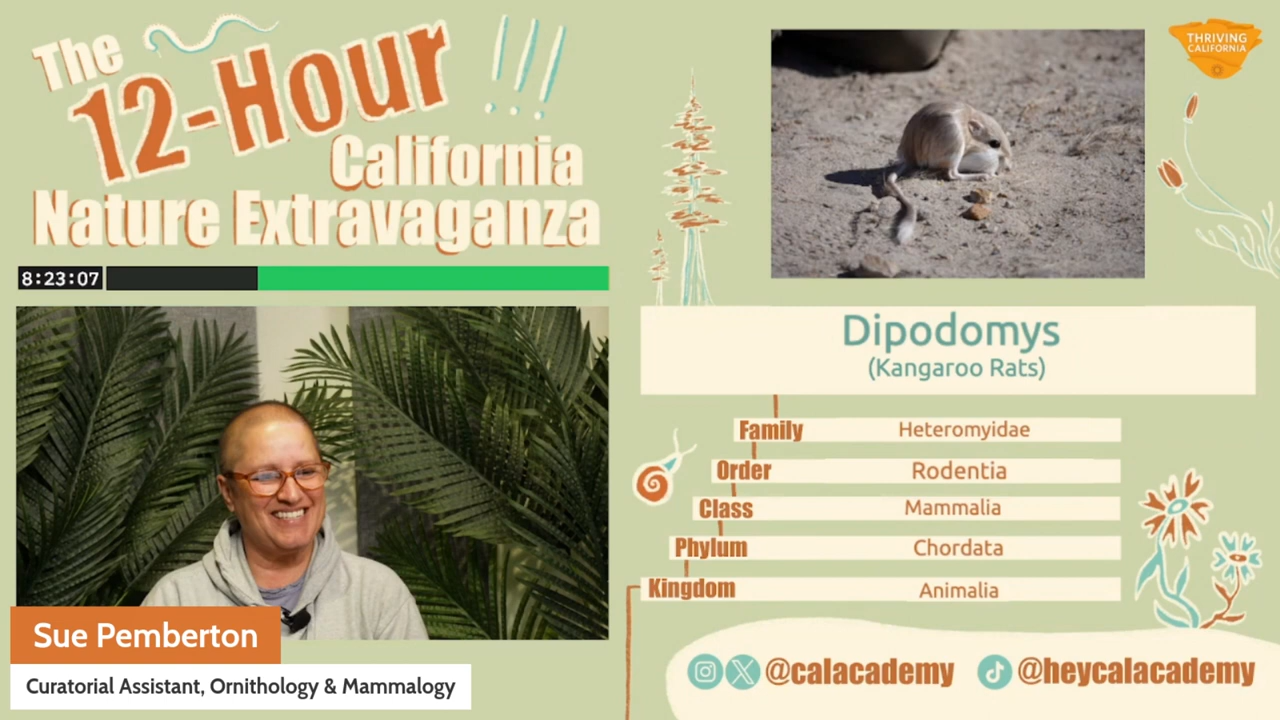 The
12-Hour!!!
California
Nature Extravaganza
8:23:07
Sue Pemberton
Curatorial Assistant, Ornithology & Mammalogy
THRIVING
CALIFORNIA
Dipodomys
(Kangaroo Rats)
Family Heteromyidae
Order Rodentia
Class Mammalia
Phylum Chordata
Kingdom Animalia
@calacademy @heycalacademy